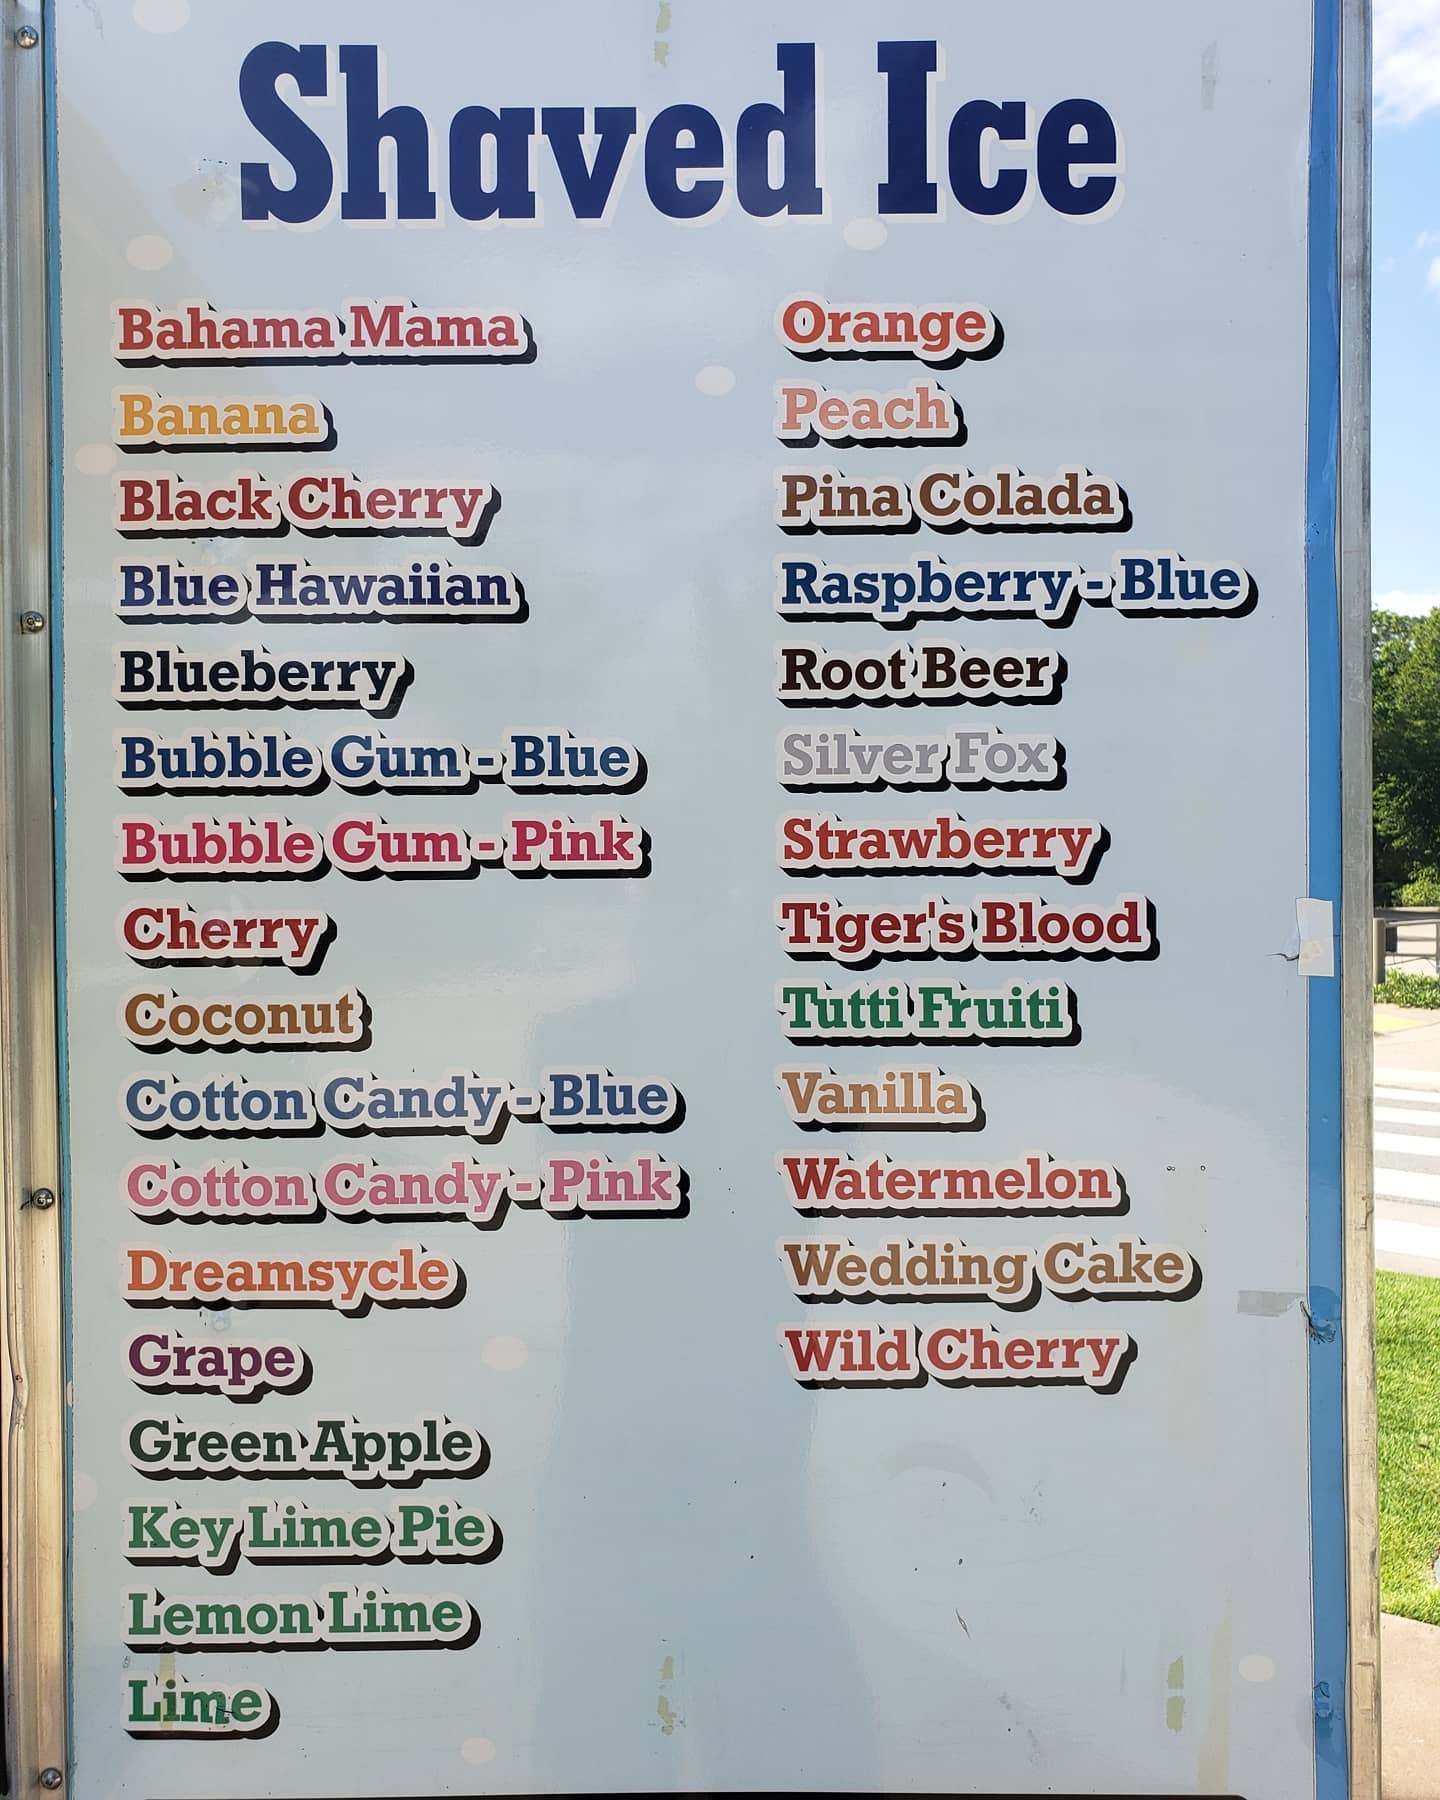 Shaved Ice
Bahama Mama
Banana
Black Cherry
Blue Hawaiian
Blueberry
Bubble Gum - Blue
Bubble Gum - Pink
Cherry
Coconut
Cotton Candy - Blue
Cotton Candy - Pink
Dreamsycle
Grape
Green Apple
Key Lime Pie
Lemon Lime
Lime
Orange
Peach
Pina Colada
Raspberry - Blue
Root Beer
Silver Fox
Strawberry
Tiger's Blood
Tutti Fruiti
Vanilla
Watermelon
Wedding Cake
Wild Cherry